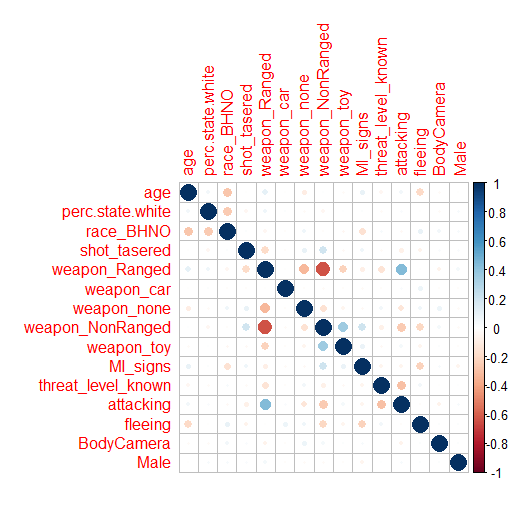 age
perc.state.white
race_BHNO
shot_tasered
weapon_Ranged
weapon_car
weapon_none
weapon_NonRanged
weapon_toy
MI_signs
threat_level_known
attacking
fleeing
BodyCamera
Male
age
perc.state.white
race_BHNO
shot_tasered
weapon_Ranged
weapon_car
weapon_none
weapon_NonRanged
weapon_toy
MI_signs
threat_level_known
attacking
fleeing
BodyCamera
Male
1
0.8
0.6
0.4
0.2
0
-0.2
-0.4
-0.6
-0.8
-1